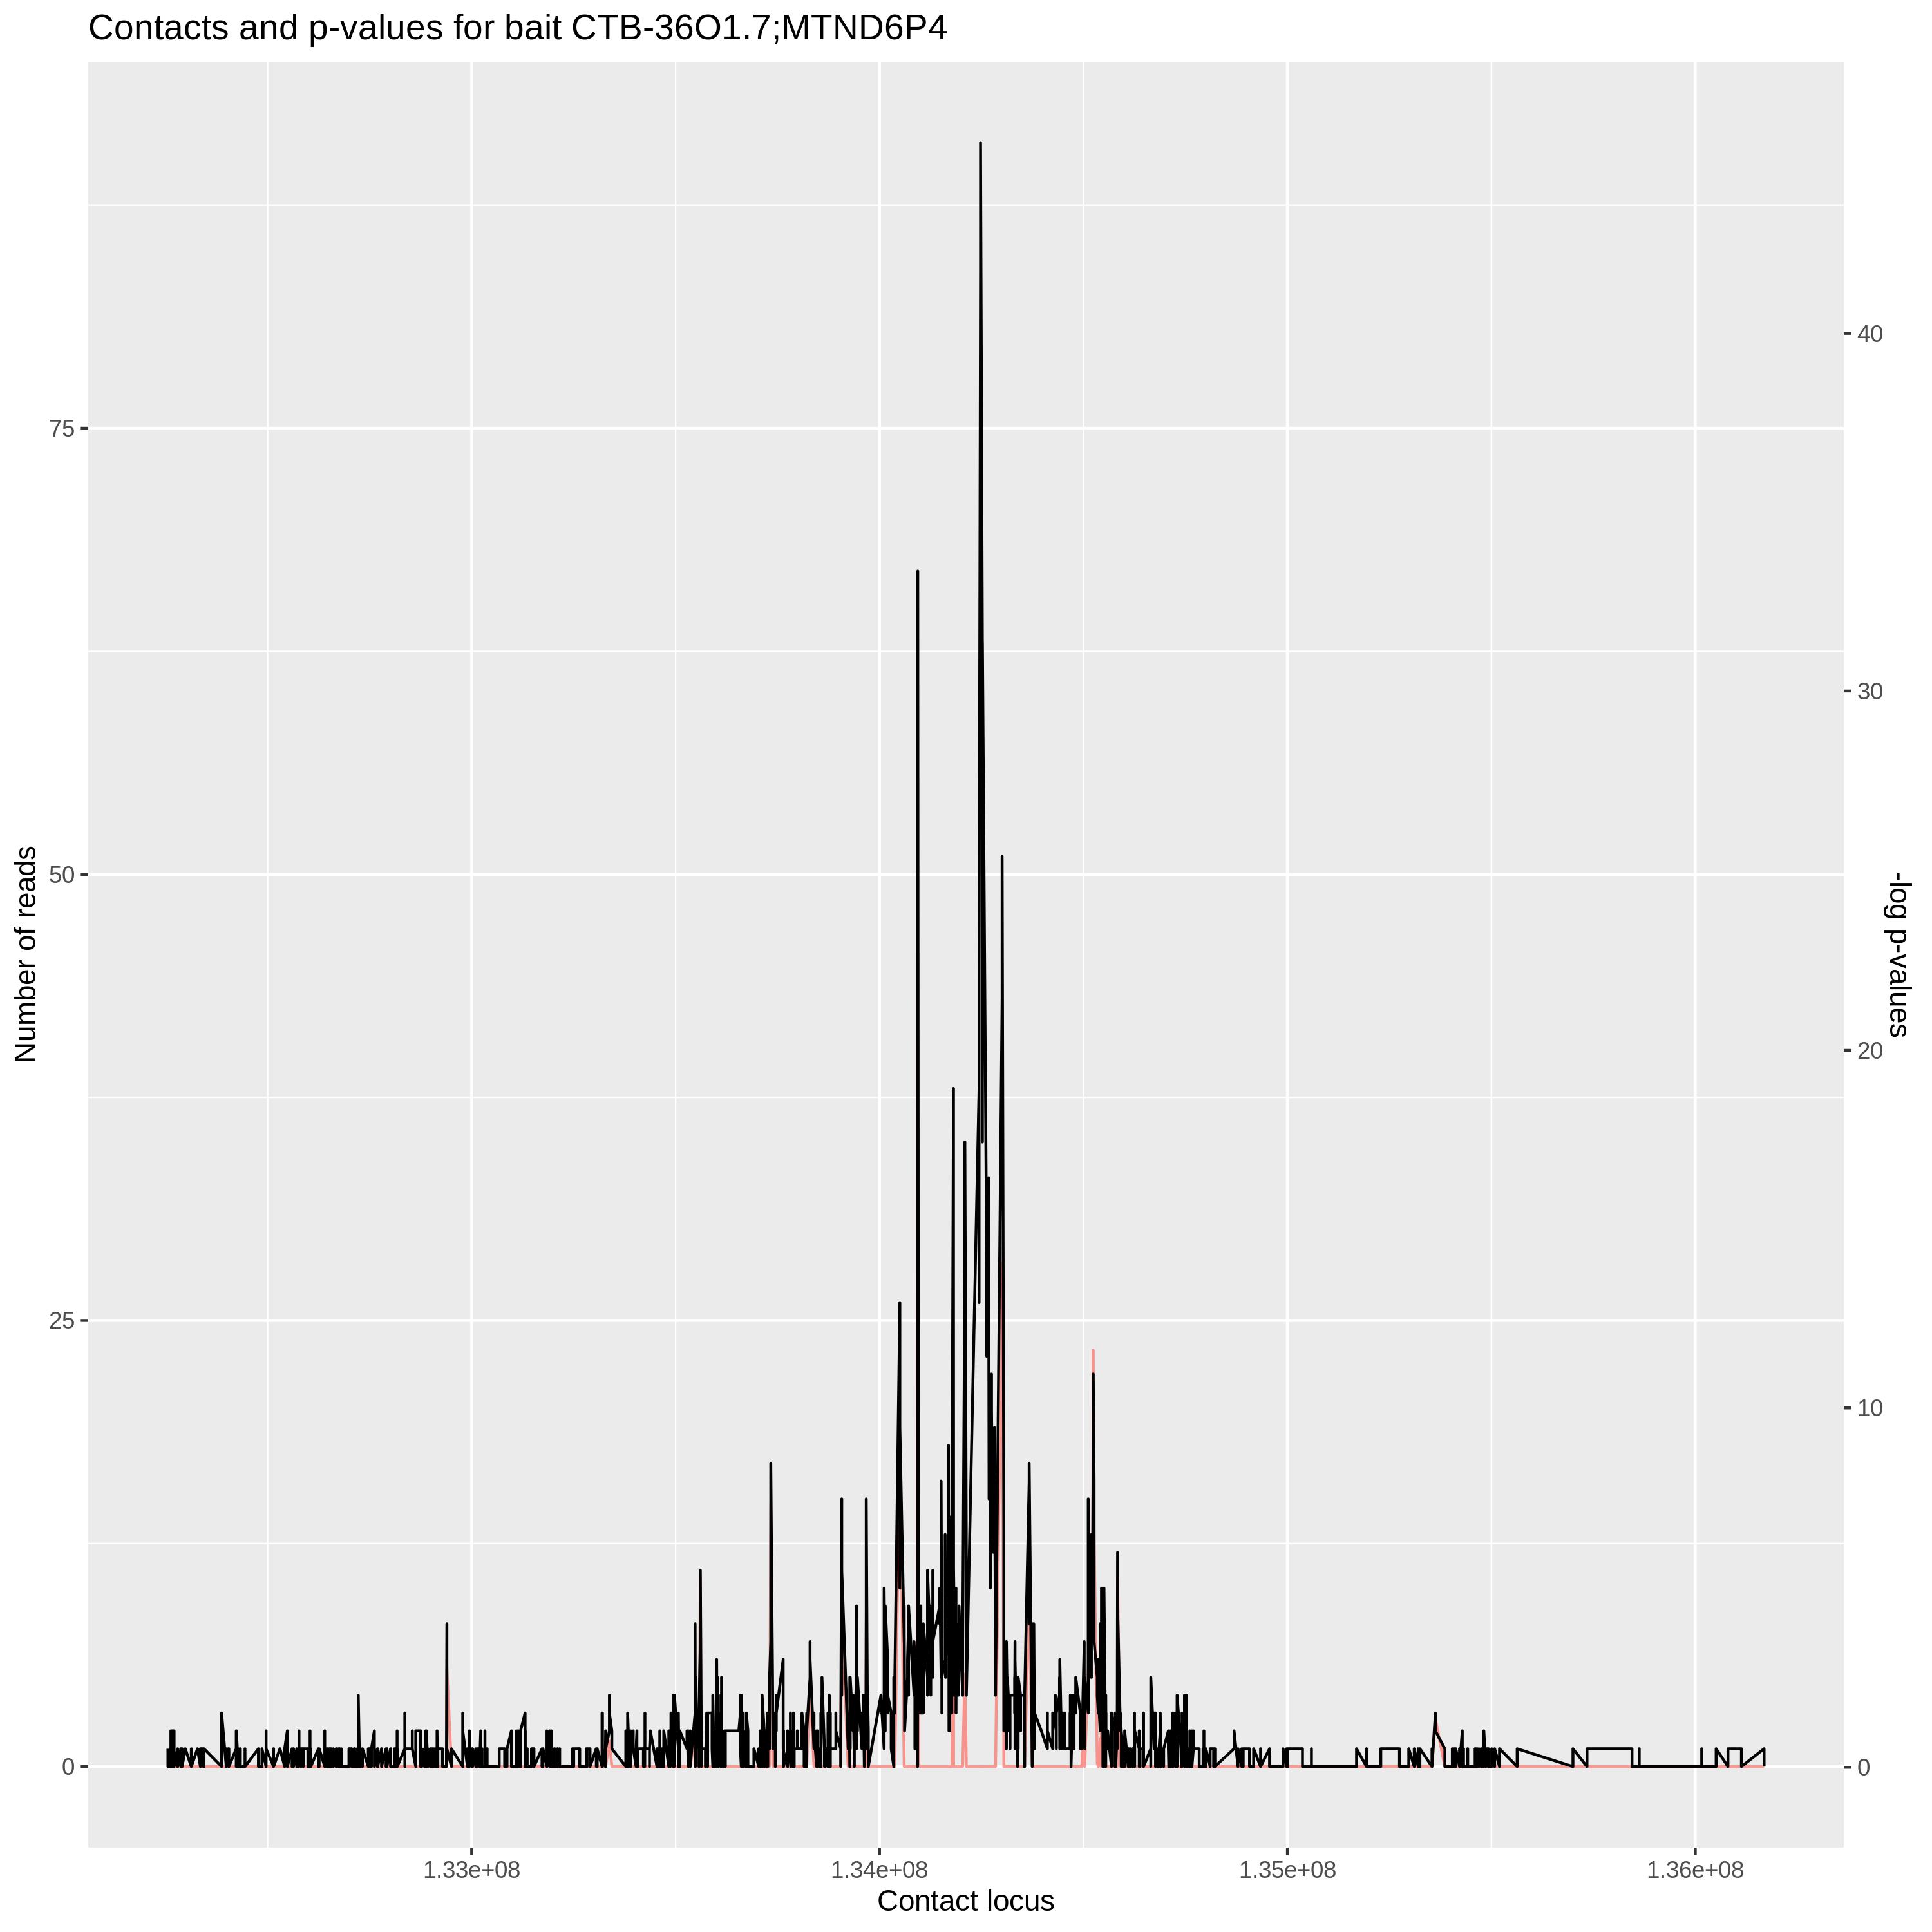 Contacts and p-values for bait CTB-36O1.7;MTND6P4
Number of reads
75
50
25
0
40
30
20
10
0
-log p-values
1.33e+08
1.34e+08
1.35e+08
1.36e+08
Contact locus